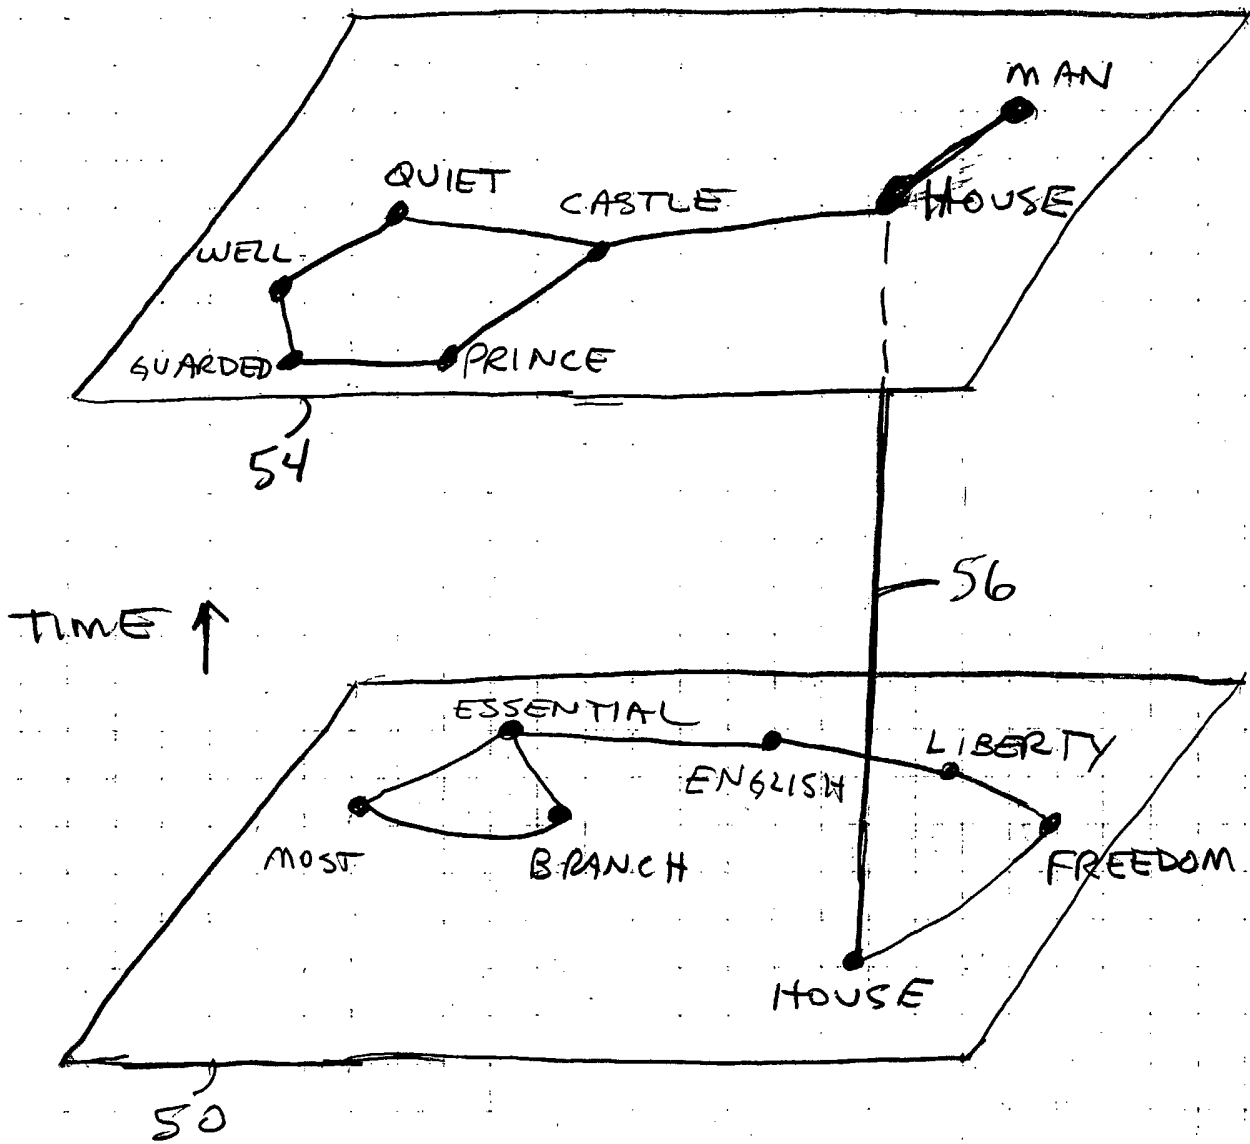 MAN
QUIET
CASTLE
HOUSE
WELL
GUARDED
PRINCE
54
56
TIME ↑
ESSENTIAL
LIBERTY
ENGLISH
MOST
BRANCH
FREEDOM
HOUSE
50